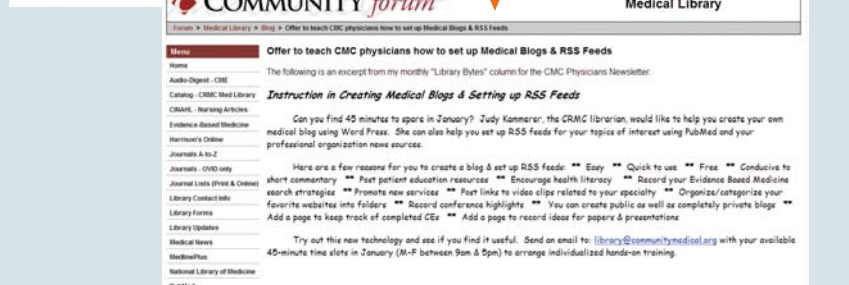 COMMUNITY forum
Medical Library
Forum > Medical Library > Blog > Offer to teach CMC physicians how to set up Medical Blogs & RSS Feeds
Menu
Home
Audio-Digest - CME
Catalog - CRMC Med Library
CINAHL - Nursing Articles
Evidence-Based Medicine
Harrison's Online
Journals A-to-Z
Journals - OVID only
Journal Lists (Print & Online)
Library Contact Info
Library Forms
Library Updates
Medical News
MedlinePlus
National Library of Medicine
Offer to teach CMC physicians how to set up Medical Blogs & RSS Feeds
The following is an excerpt from my monthly "Library Bytes" column for the CMC Physicians Newsletter.
Instruction in Creating Medical Blogs & Setting up RSS Feeds
Can you find 45 minutes to spare in January? Judy Kammerer, the CRMC librarian, would like to help you create your own
medical blog using Word Press. She can also help you set up RSS feeds for your topics of interest using PubMed and your
professional organization news sources.
Here are a few reasons for you to create a blog & set up RSS feeds: ** Easy ** Quick to use ** Free ** Conducive to
short commentary ** Post patient education resources ** Encourage health literacy ** Record your Evidence Based Medicine
search strategies ** Promote new services ** Post links to video clips related to your specialty ** Organize/categorize your
favorite websites into folders ** Record conference highlights ** You can create public as well as completely private blogs **
Add a page to keep track of completed CEs ** Add a page to record ideas for papers & presentations
Try out this new technology and see if you find it useful. Send an email to: library@communitymedical.org with your available
45-minute time slots in January (M-F between 9am & 5pm) to arrange individualized hands-on training.